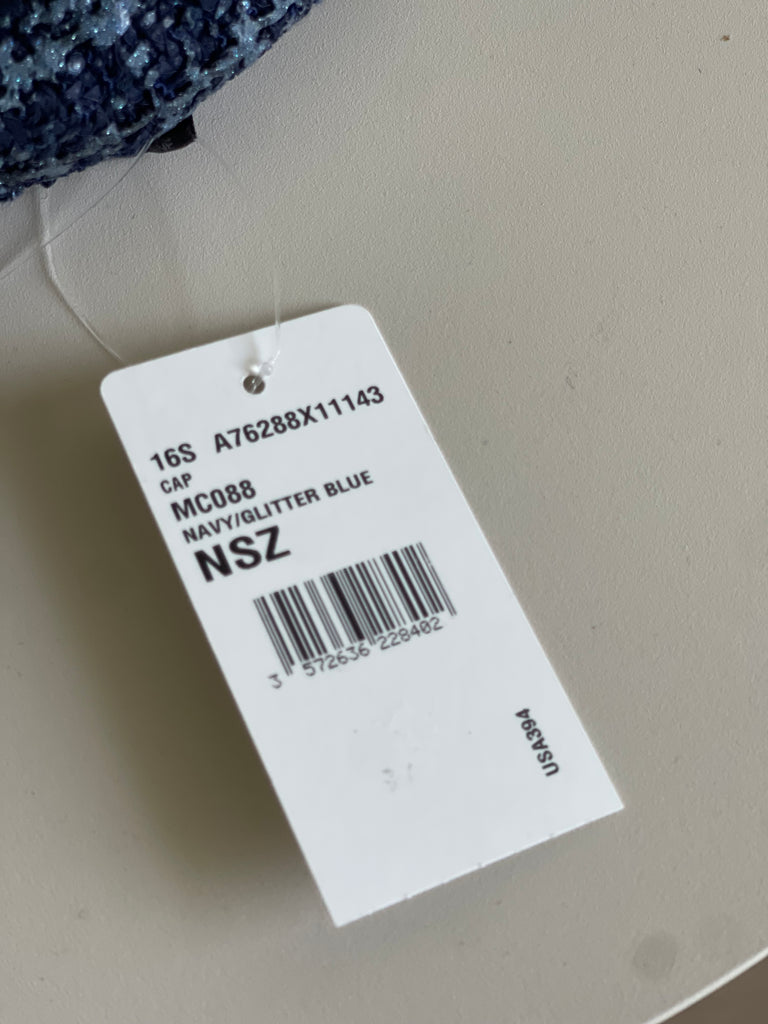 16S A76288X11143
CAP
MC088
NAVY/GLITTER BLUE
NSZ
3 572636 228402
USA394